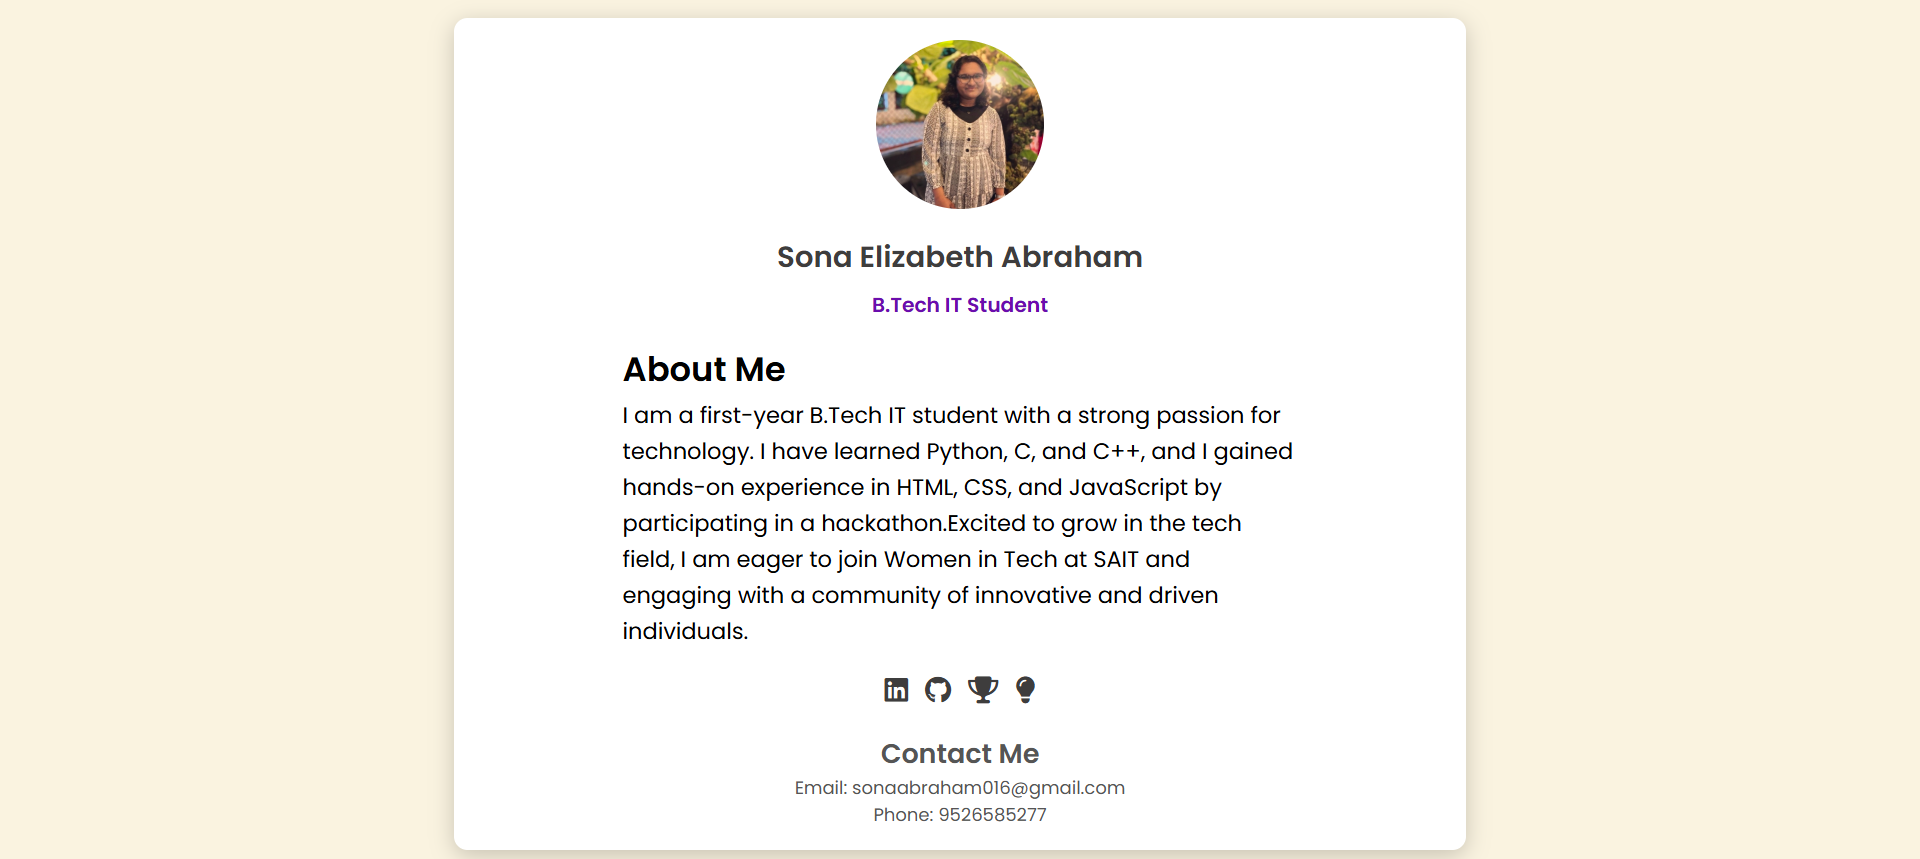 Sona Elizabeth Abraham
B.Tech IT Student
About Me
I am a first-year B.Tech IT student with a strong passion for
technology. I have learned Python, C, and C++, and I gained
hands-on experience in HTML, CSS, and JavaScript by
participating in a hackathon.Excited to grow in the tech
field, I am eager to join Women in Tech at SAIT and
engaging with a community of innovative and driven
individuals.
in
Contact Me
Email: sonaabraham016@gmail.com
Phone: 9526585277